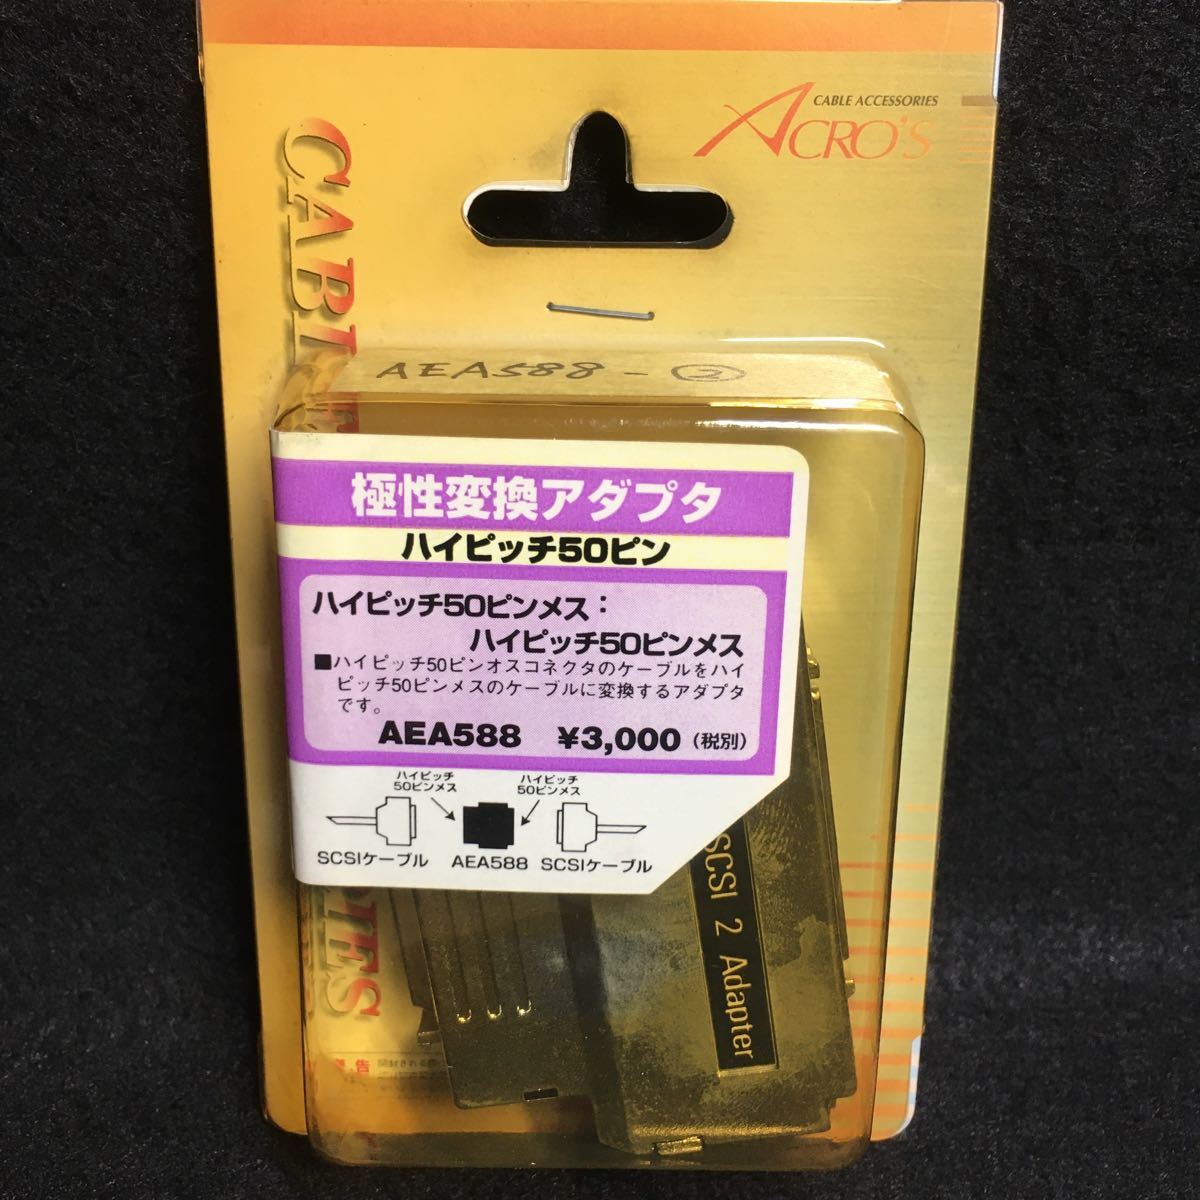 CABLE ACCESSORIES
ACRO'S
CABL
AEA588-②
極性変換アダプタ
ハイピッチ50ピン
ハイピッチ50ピンメス:
ハイピッチ50ピンメス
■ハイピッチ50ピンオスコネクタのケーブルをハイ
ピッチ50ピンメスのケーブルに変換するアダプタ
です。
AEA588 ¥3,000(税別)
ハイピッチ
50ピンメス
ハイピッチ
50ピンメス
SCSIケーブル AEA588 SCSIケーブル
SCSI 2 Adapter
RIES